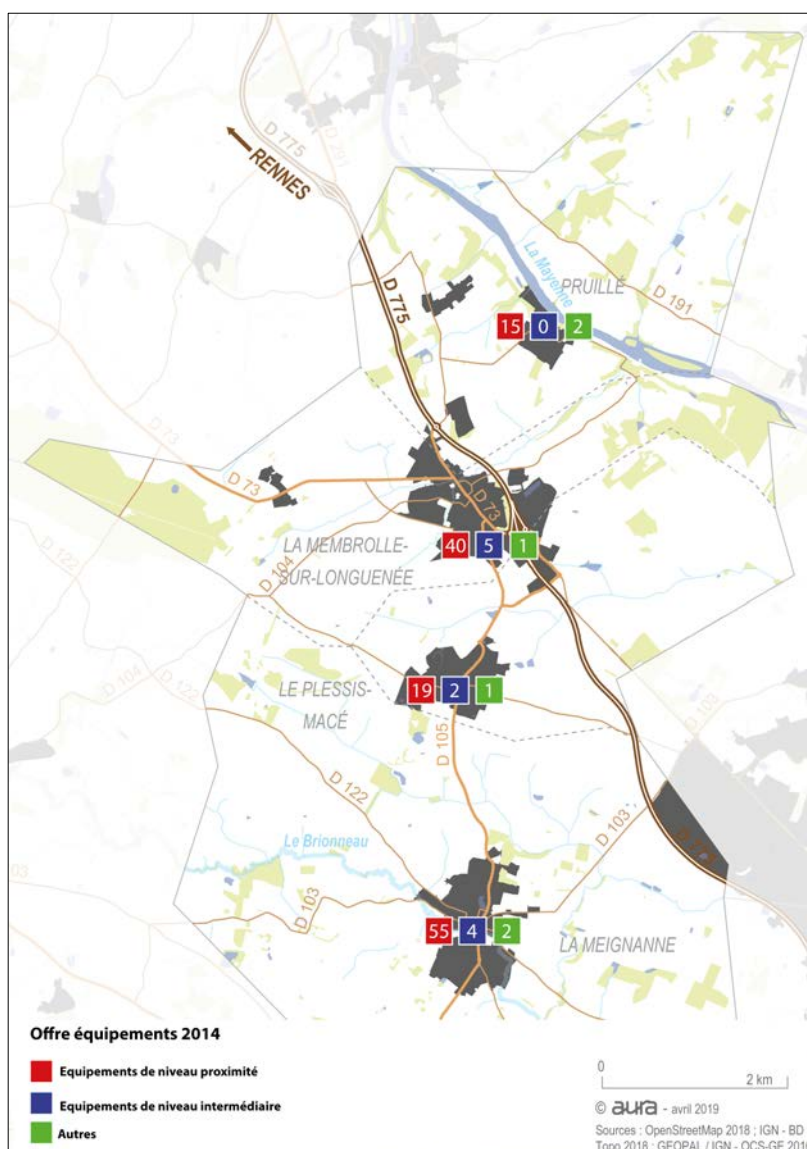 D 775
D 291
RENNES
D 775
La Mayenne
PRUILLÉ
D 191
15 0 2
D 73
D 73
D 73
LA MEMBROLLE-
SUR-LONGUENÉE
40 5 1
D 104
D 122
D 104
D 122
LE PLESSIS-
MACÉ
19 2 1
D 103
D 105
D 122
Le Brionneau
D 103
D 103
03
55 4 2
LA MEIGNANNE
Offre équipements 2014
Equipements de niveau proximité
Equipements de niveau intermédiaire
Autres
0
2 km
© aura - avril 2019
Sources : OpenStreetMap 2018 ; IGN - BD
Topo 2018 ; GEOPAL / IGN - OCS-GE 2016